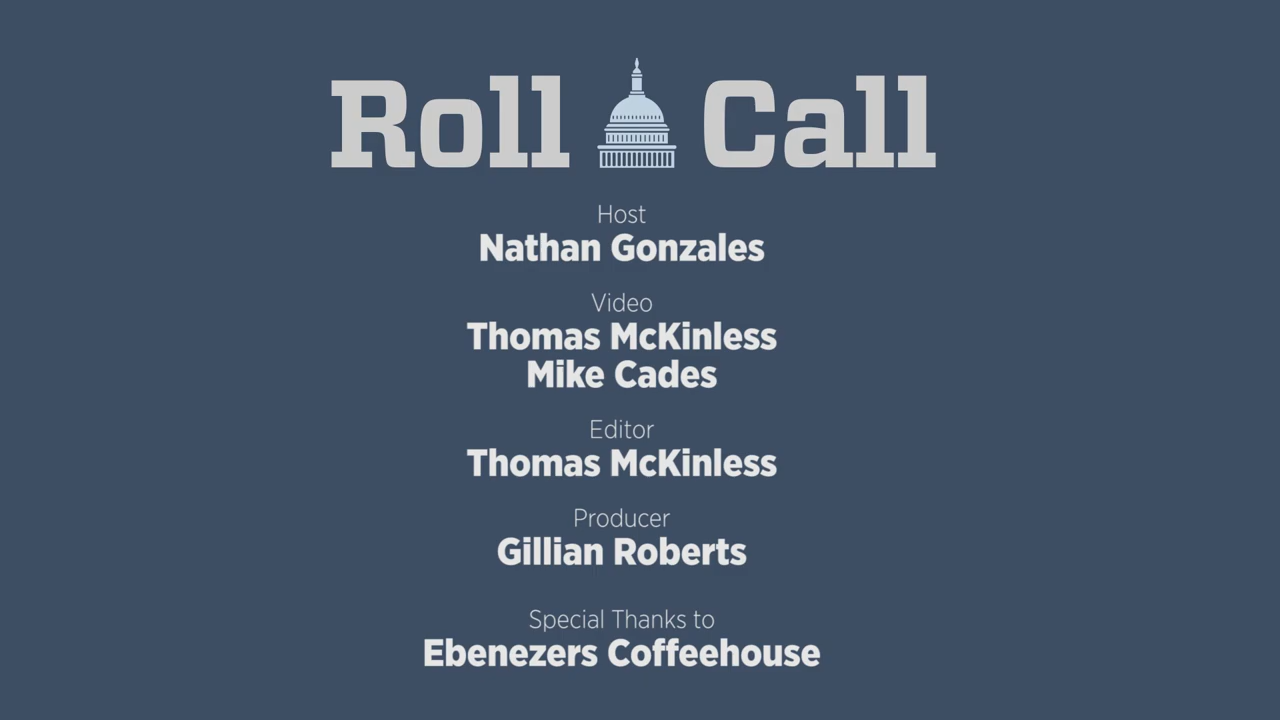 Roll Call
Host
Nathan Gonzales
Video
Thomas McKinless
Mike Cades
Editor
Thomas McKinless
Producer
Gillian Roberts
Special Thanks to
Ebenezers Coffeehouse